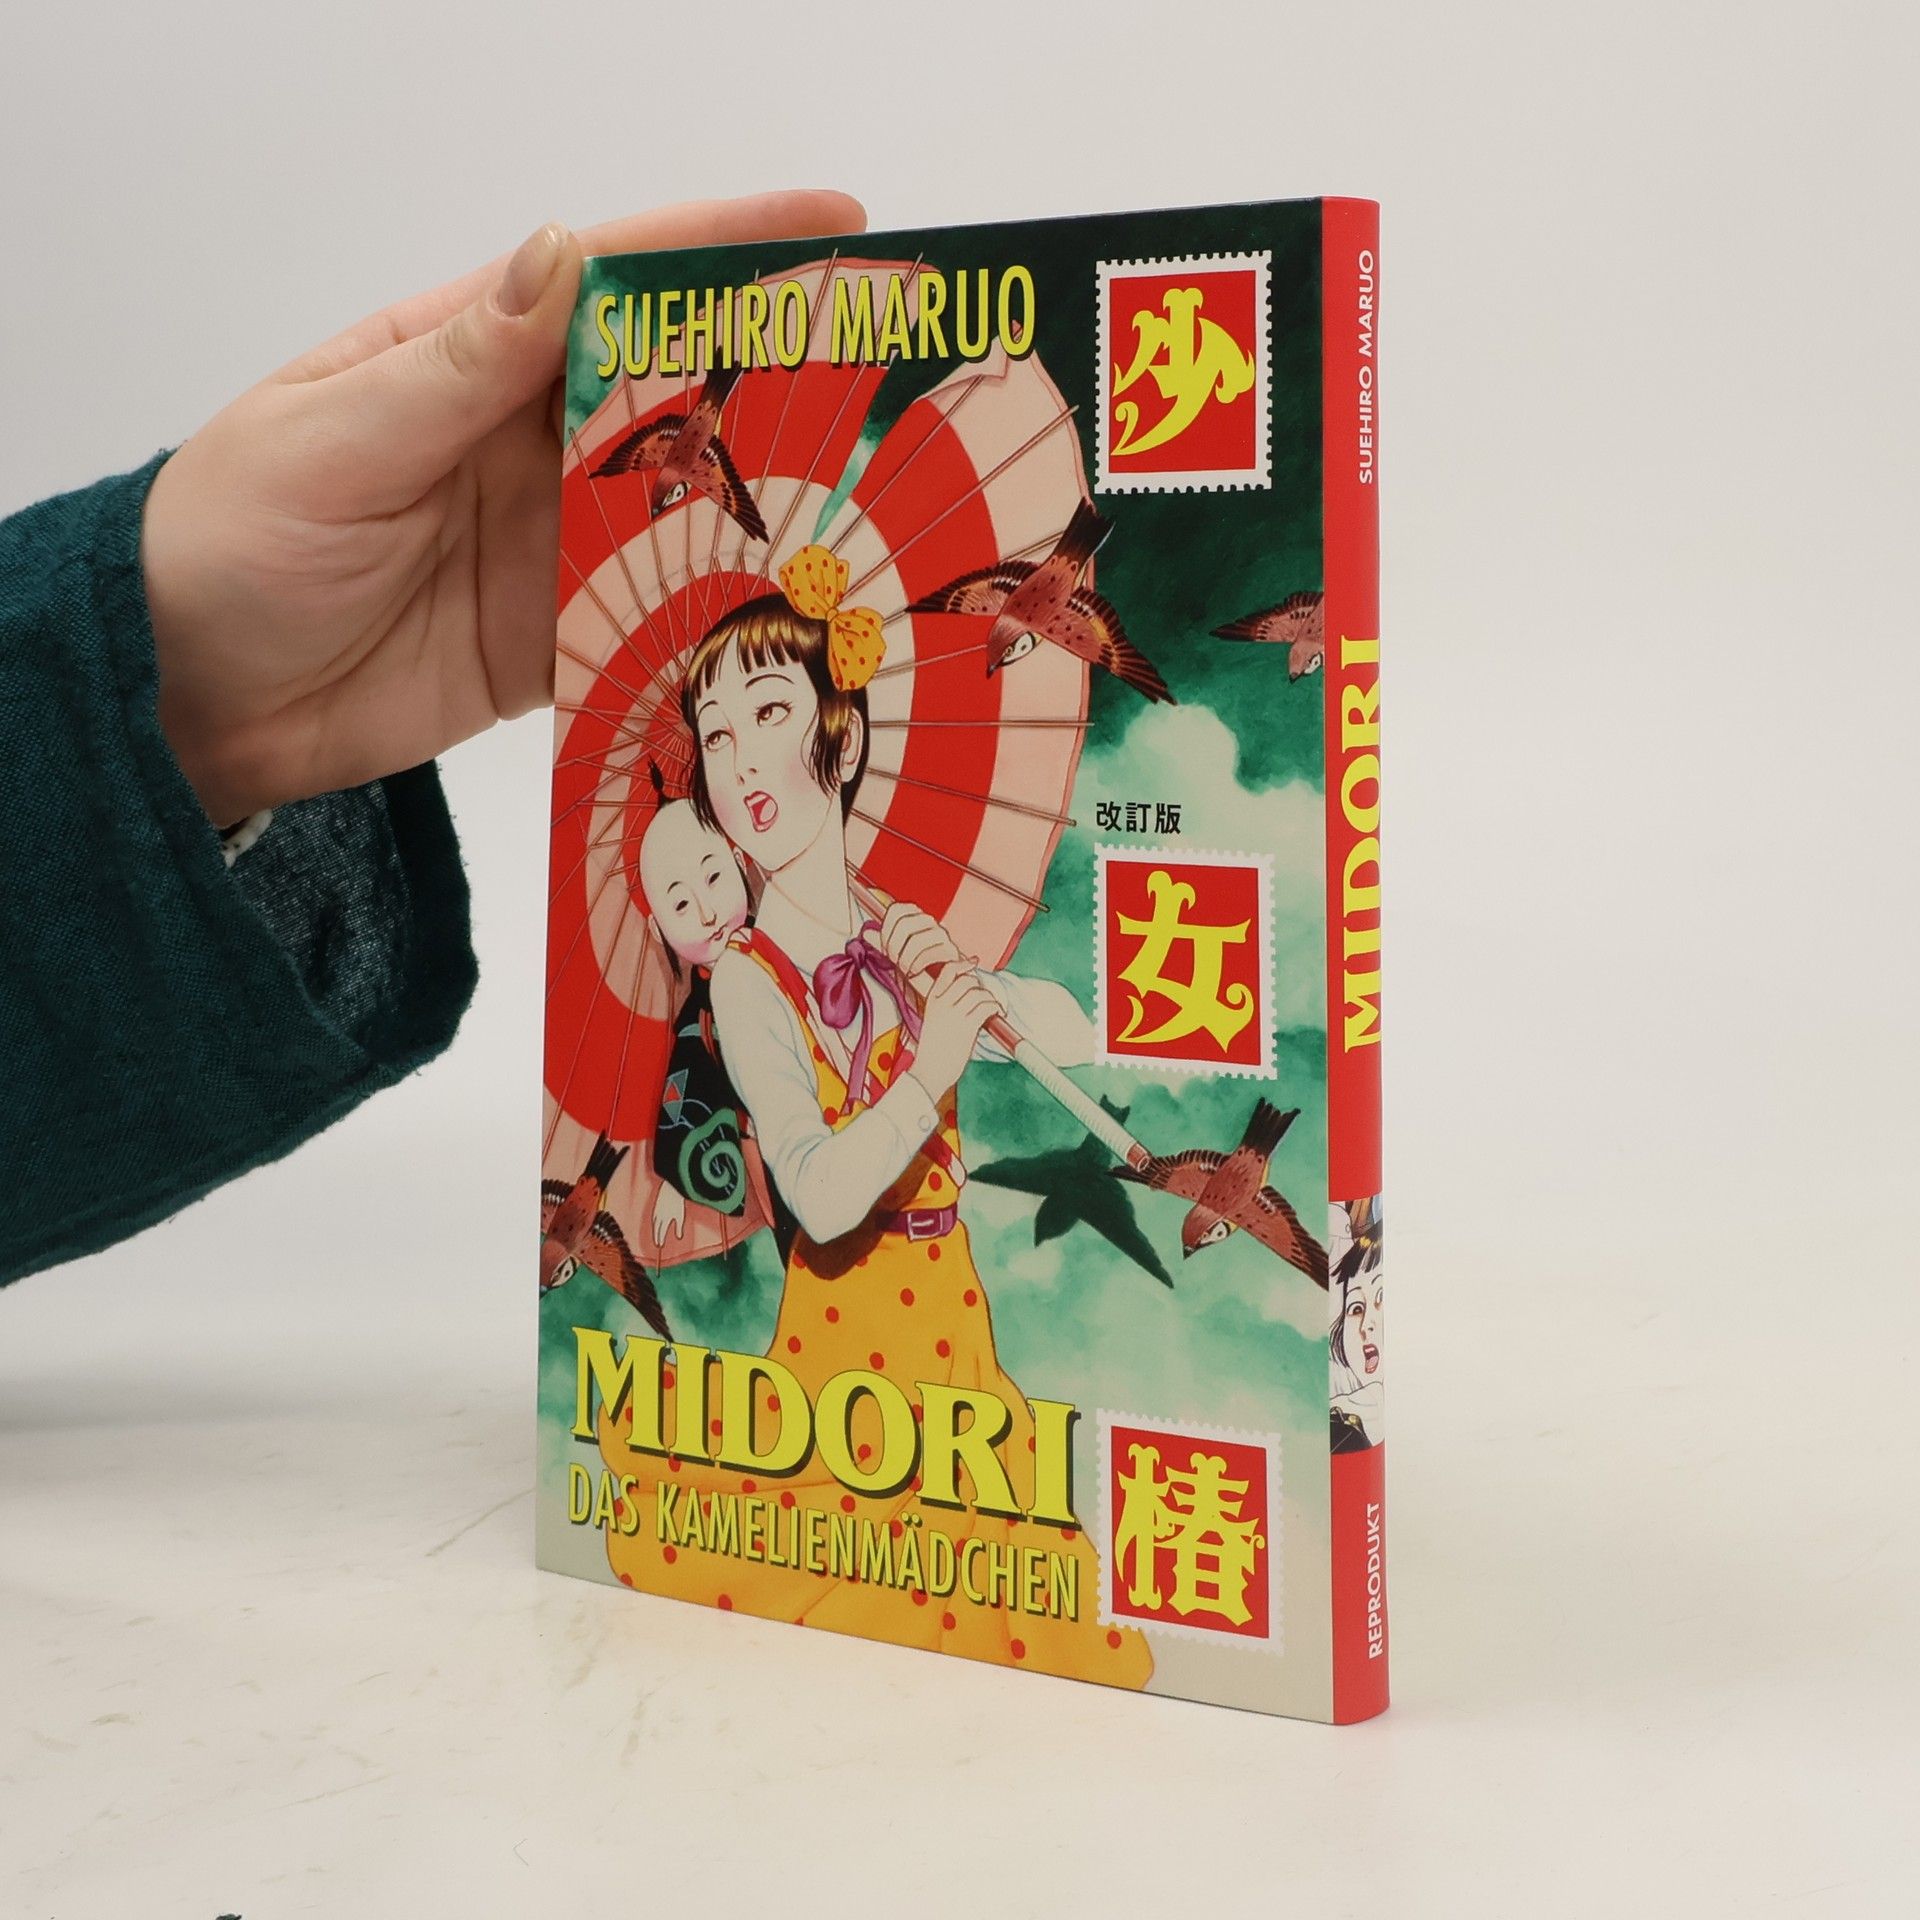 SUEHIRO MARUO
少
改訂版
女
MIDORI
DAS KAMELIENMÄDCHEN
椿
SUEHIRO MARUO
MIDORI
REPRODUKT